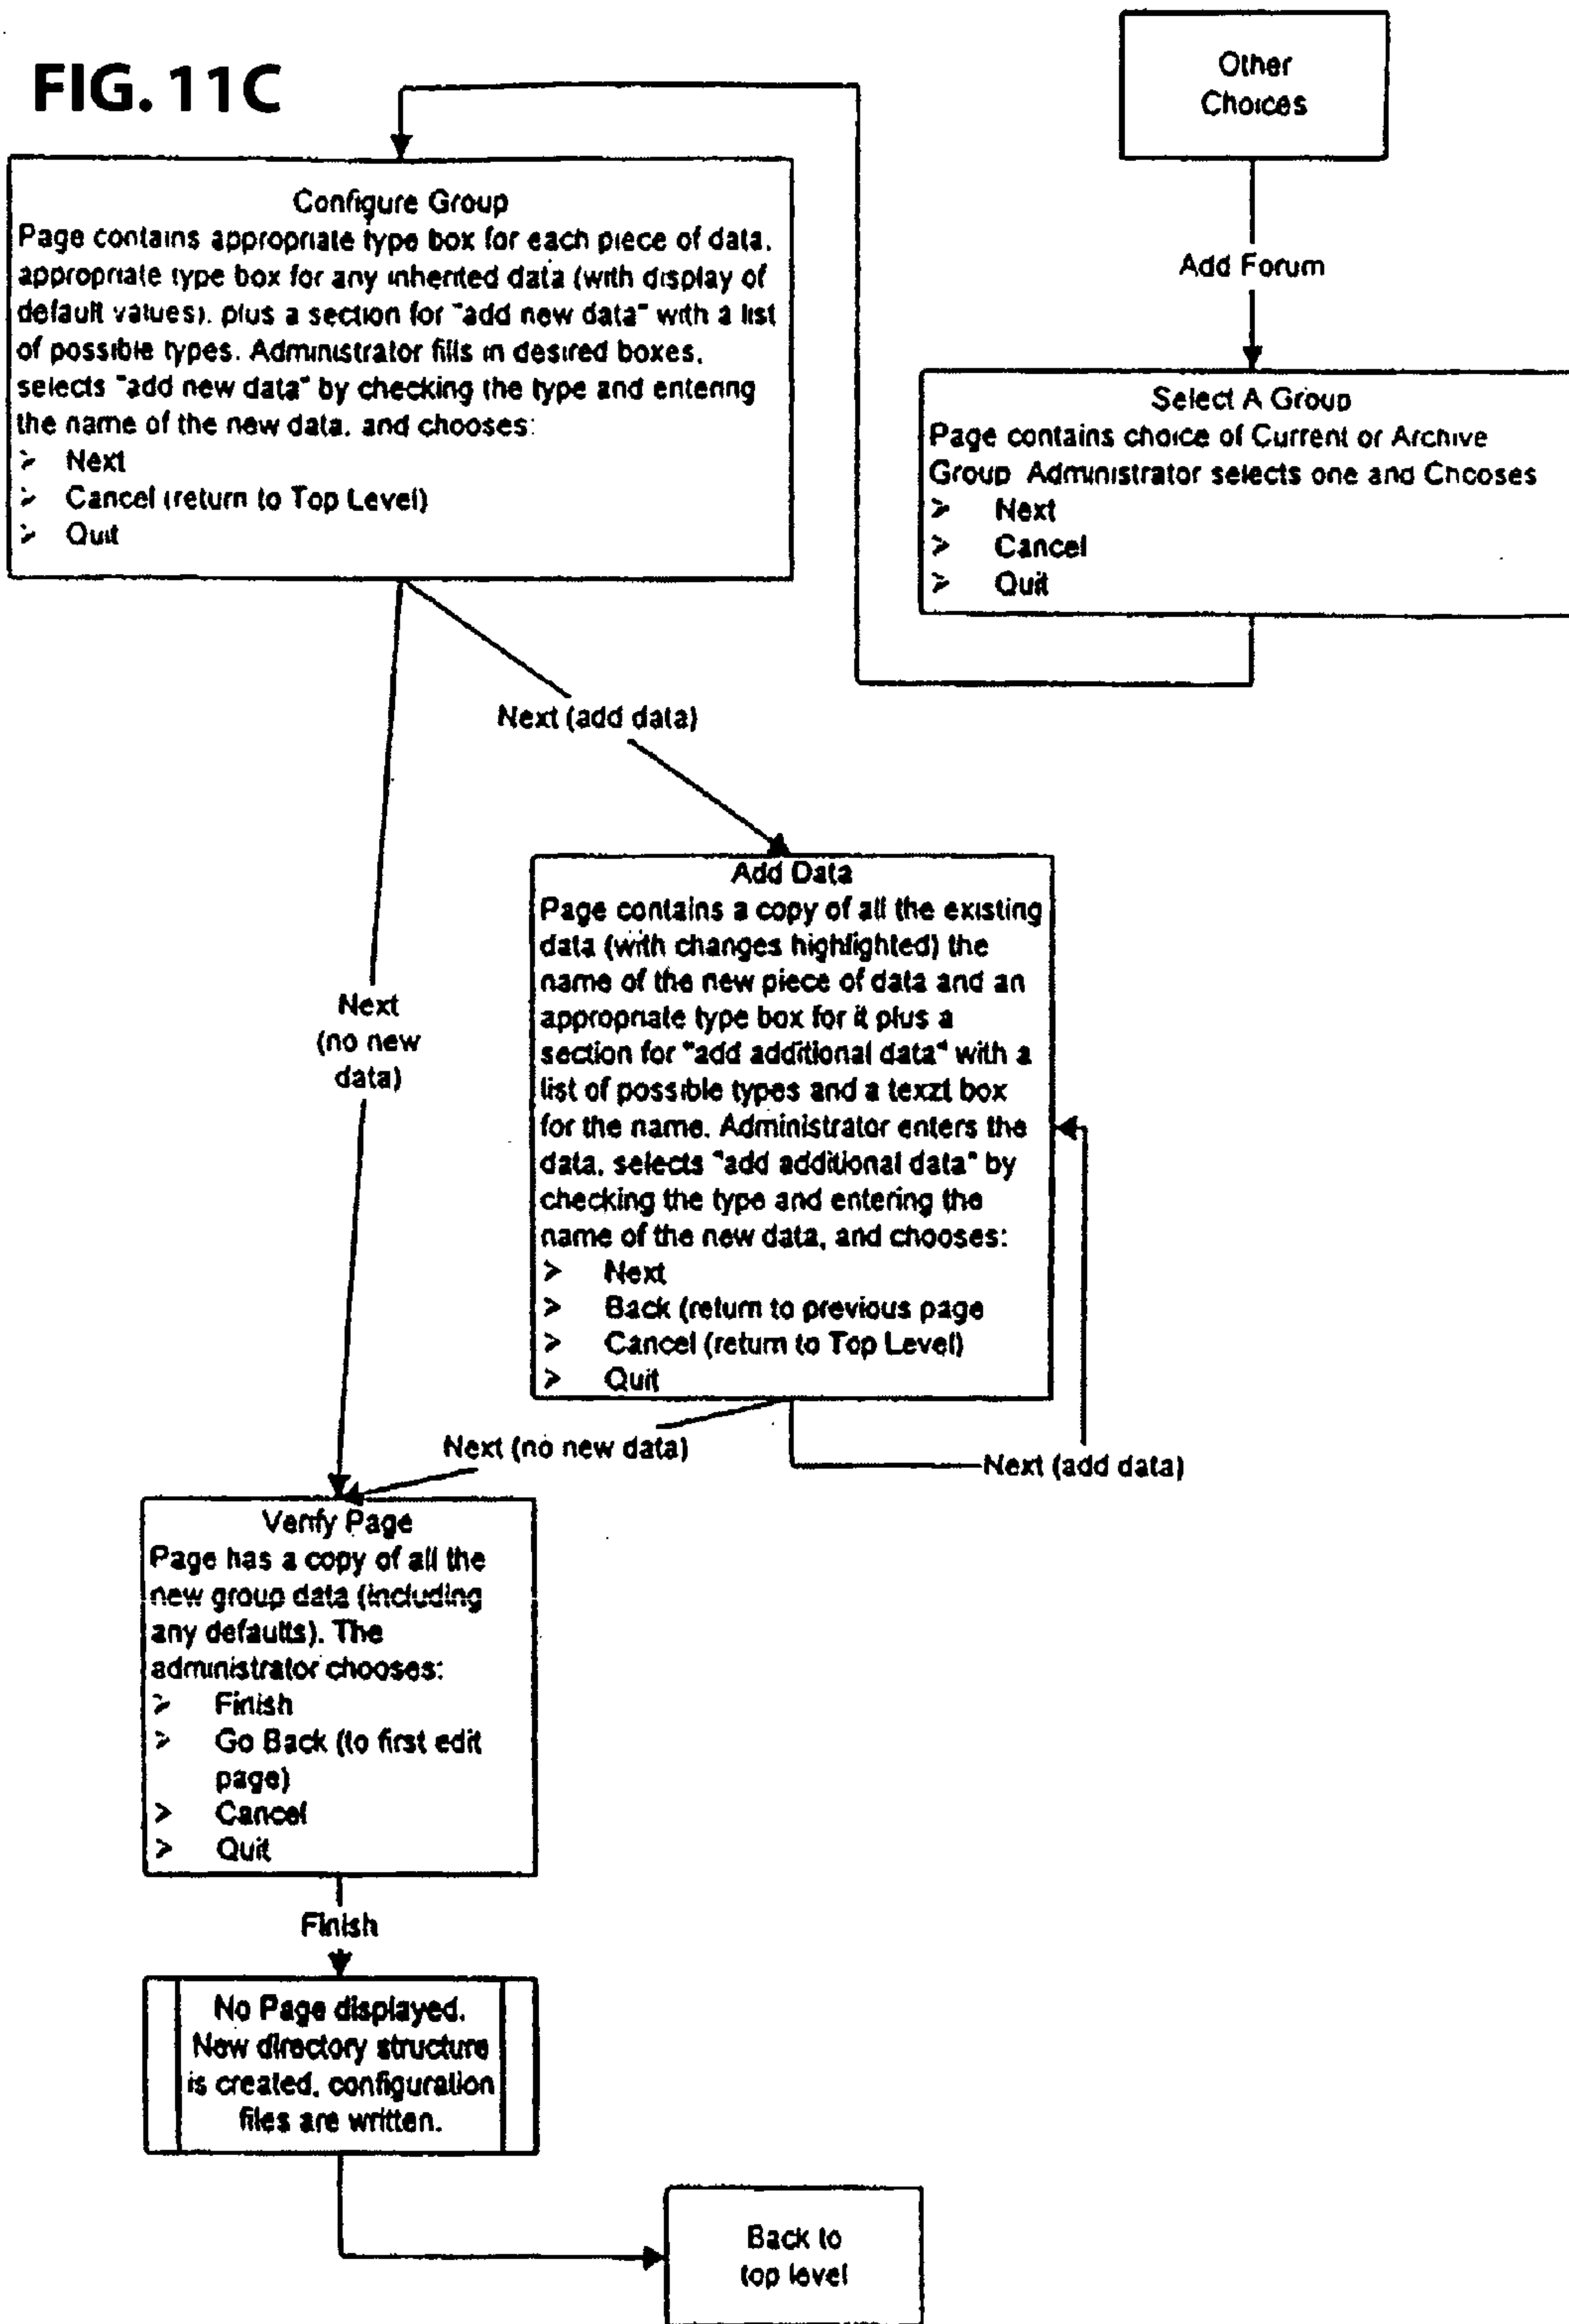 FIG. 11C
Other
Choices
Add Forum
Select A Group
Page contains choice of Current or Archive
Group Administrator selects one and Chooses
> Next
> Cancel
> Quit
Configure Group
Page contains appropriate type box for each piece of data,
appropriate type box for any inherited data (with display of
default values), plus a section for "add new data" with a list
of possible types. Administrator fills in desired boxes,
selects "add new data" by checking the type and entering
the name of the new data, and chooses:
> Next
> Cancel (return to Top Level)
> Quit
Next (add data)
Next
(no new
data)
Add Data
Page contains a copy of all the existing
data (with changes highlighted) the
name of the new piece of data and an
appropriate type box for it plus a
section for "add additional data" with a
list of possible types and a texzt box
for the name. Administrator enters the
data, selects "add additional data" by
checking the type and entering the
name of the new data, and chooses:
> Next
> Back (return to previous page
> Cancel (return to Top Level)
> Quit
Next (no new data)
Next (add data)
Verify Page
Page has a copy of all the
new group data (including
any defaults). The
administrator chooses:
> Finish
> Go Back (to first edit
page)
> Cancel
> Quit
Finish
No Page displayed.
New directory structure
is created, configuration
files are written.
Back to
top level